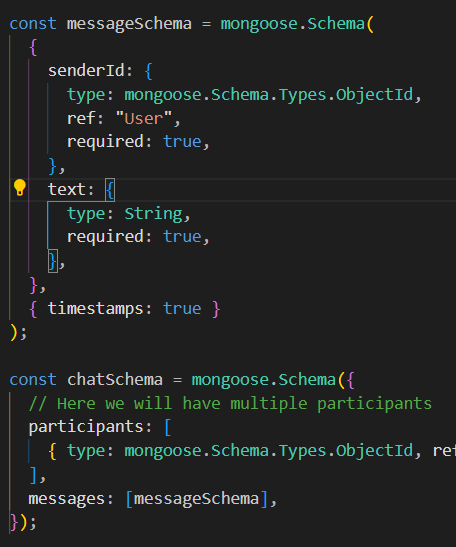 const messageSchema = mongoose.Schema(
  {
    senderId: {
      type: mongoose.Schema.Types.ObjectId,
      ref: "User",
      required: true,
    },
    text: {
      type: String,
      required: true,
    },
  },
  { timestamps: true }
);

const chatSchema = mongoose.Schema({
  // Here we will have multiple participants
  participants: [
    { type: mongoose.Schema.Types.ObjectId, ref
  ],
  messages: [messageSchema],
});